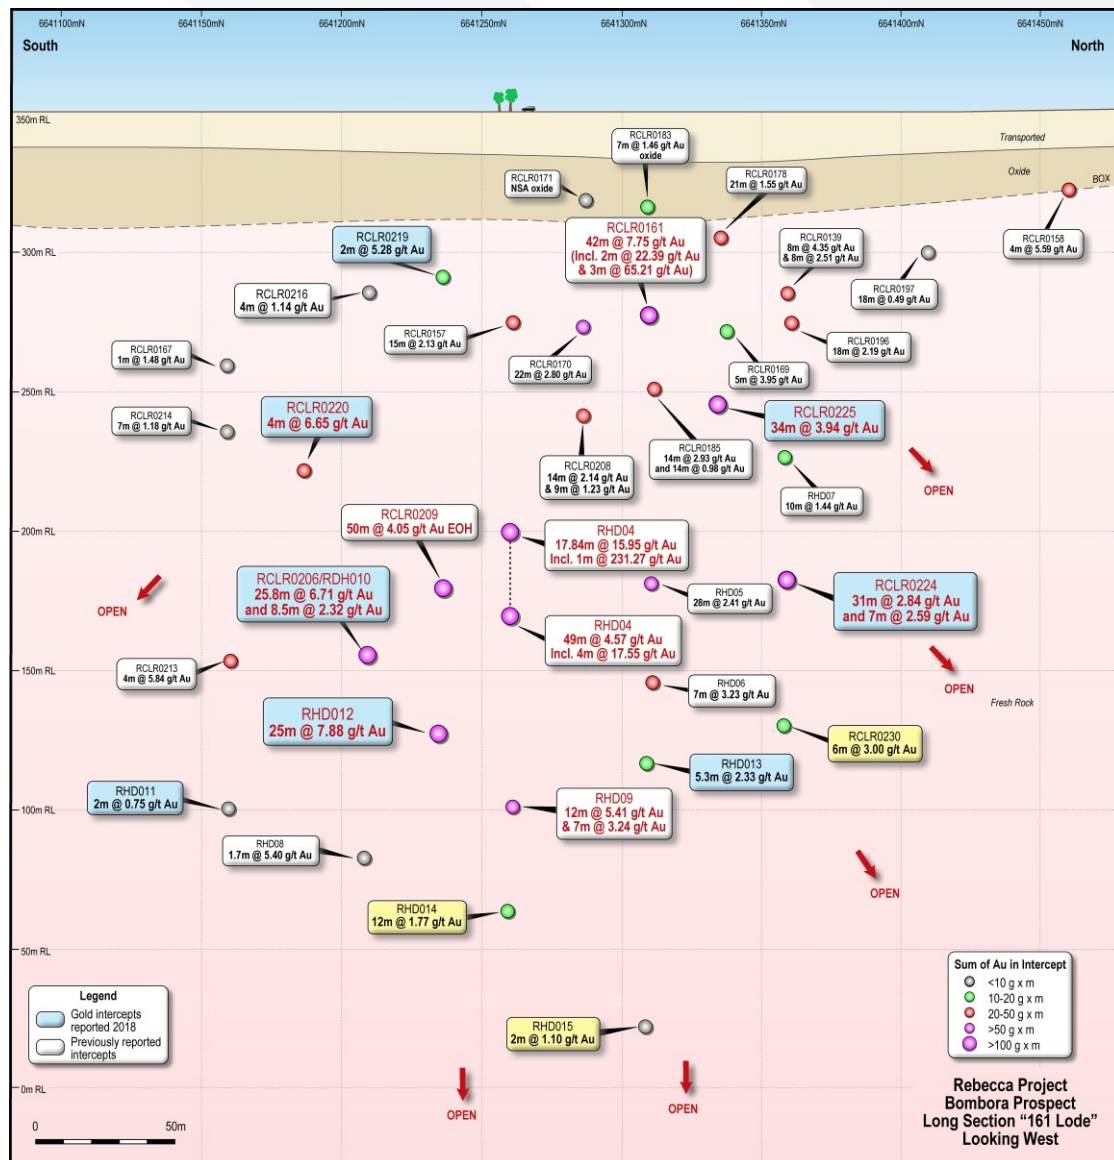 6641100mN
6641150mN
6641200mN
6641250mN
6641300mN
6641350mN
6641400mN
6641450mN
South
North
350m RL
Transported
Oxide
BOX
RCLR0183
7m @ 1.46 g/t Au
oxide
RCLR0171
NSA oxide
RCLR0178
21m @ 1.55 g/t Au
RCLR0161
42m @ 7.75 g/t Au
(Incl. 2m @ 22.39 g/t Au
& 3m @ 65.21 g/t Au)
RCLR0158
4m @ 5.59 g/t Au
RCLR0219
2m @ 5.28 g/t Au
RCLR0139
8m @ 4.35 g/t Au
& 8m @ 2.51 g/t Au
300m RL
RCLR0197
18m @ 0.49 g/t Au
RCLR0216
4m @ 1.14 g/t Au
RCLR0157
15m @ 2.13 g/t Au
RCLR0196
18m @ 2.19 g/t Au
RCLR0167
1m @ 1.48 g/t Au
RCLR0170
22m @ 2.80 g/t Au
RCLR0169
5m @ 3.95 g/t Au
250m RL
RCLR0214
7m @ 1.18 g/t Au
RCLR0220
4m @ 6.65 g/t Au
RCLR0225
34m @ 3.94 g/t Au
RCLR0185
14m @ 2.93 g/t Au
and 14m @ 0.98 g/t Au
RCLR0208
14m @ 2.14 g/t Au
& 9m @ 1.23 g/t Au
OPEN
RHD07
10m @ 1.44 g/t Au
RCLR0209
50m @ 4.05 g/t Au EOH
200m RL
RHD04
17.84m @ 15.95 g/t Au
Incl. 1m @ 231.27 g/t Au
RCLR0206/RDH010
25.8m @ 6.71 g/t Au
and 8.5m @ 2.32 g/t Au
RHD05
28m @ 2.41 g/t Au
RCLR0224
31m @ 2.84 g/t Au
and 7m @ 2.59 g/t Au
OPEN
RHD04
49m @ 4.57 g/t Au
Incl. 4m @ 17.55 g/t Au
RCLR0213
4m @ 5.84 g/t Au
150m RL
RHD06
7m @ 3.23 g/t Au
OPEN
Fresh Rock
RHD012
25m @ 7.88 g/t Au
RCLR0230
6m @ 3.00 g/t Au
RHD013
5.3m @ 2.33 g/t Au
RHD011
2m @ 0.75 g/t Au
100m RL
RHD09
12m @ 5.41 g/t Au
& 7m @ 3.24 g/t Au
RHD08
1.7m @ 5.40 g/t Au
OPEN
RHD014
12m @ 1.77 g/t Au
50m RL
Legend
Gold intercepts
reported 2018
Previously reported
intercepts
RHD015
2m @ 1.10 g/t Au
Sum of Au in Intercept
<10 g x m
10-20 g x m
20-50 g x m
>50 g x m
>100 g x m
0m RL
OPEN
OPEN
0
50m
Rebecca Project
Bombora Prospect
Long Section "161 Lode"
Looking West